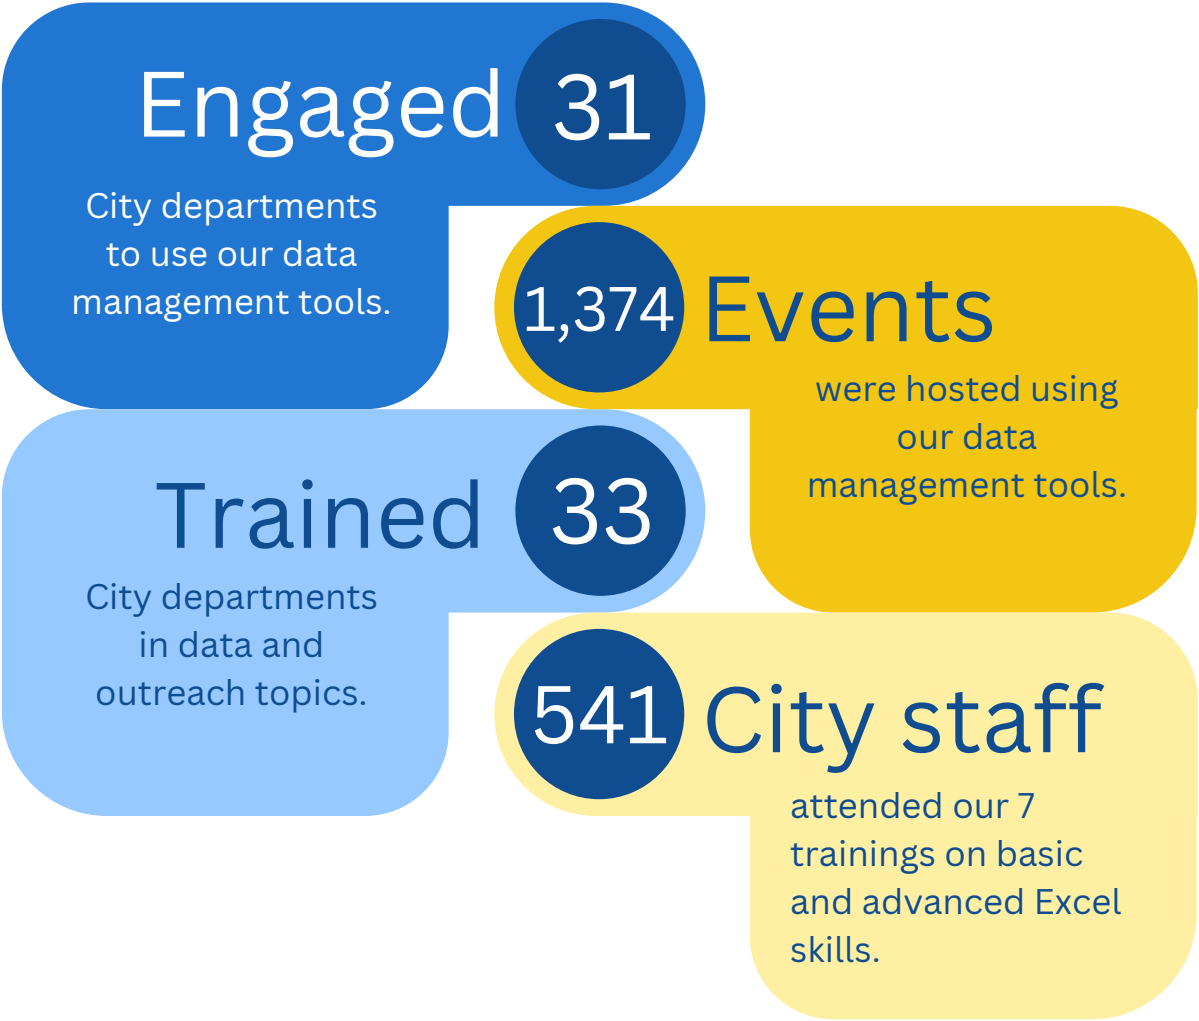 Engaged 31
City departments
to use our data
management tools.
1,374 Events
were hosted using
our data
management tools.
Trained 33
City departments
in data and
outreach topics.
541 City staff
attended our 7
trainings on basic
and advanced Excel
skills.